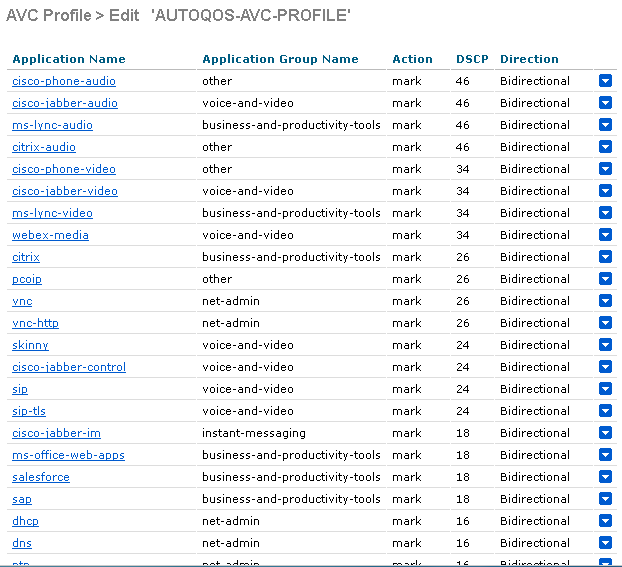 AVC Profile > Edit 'AUTOQOS-AVC-PROFILE'
Application Name Application Group Name Action DSCP Direction
cisco-phone-audio other mark 46 Bidirectional
cisco-jabber-audio voice-and-video mark 46 Bidirectional
ms-lync-audio business-and-productivity-tools mark 46 Bidirectional
citrix-audio other mark 46 Bidirectional
cisco-phone-video other mark 34 Bidirectional
cisco-jabber-video voice-and-video mark 34 Bidirectional
ms-lync-video business-and-productivity-tools mark 34 Bidirectional
webex-media voice-and-video mark 34 Bidirectional
citrix business-and-productivity-tools mark 26 Bidirectional
pcoip other mark 26 Bidirectional
vnc net-admin mark 26 Bidirectional
vnc-http net-admin mark 26 Bidirectional
skinny voice-and-video mark 24 Bidirectional
cisco-jabber-control voice-and-video mark 24 Bidirectional
sip voice-and-video mark 24 Bidirectional
sip-tls voice-and-video mark 24 Bidirectional
cisco-jabber-im instant-messaging mark 18 Bidirectional
ms-office-web-apps business-and-productivity-tools mark 18 Bidirectional
salesforce business-and-productivity-tools mark 18 Bidirectional
sap business-and-productivity-tools mark 18 Bidirectional
dhcp net-admin mark 16 Bidirectional
dns net-admin mark 16 Bidirectional
net-admin mark 16 Bidirectional